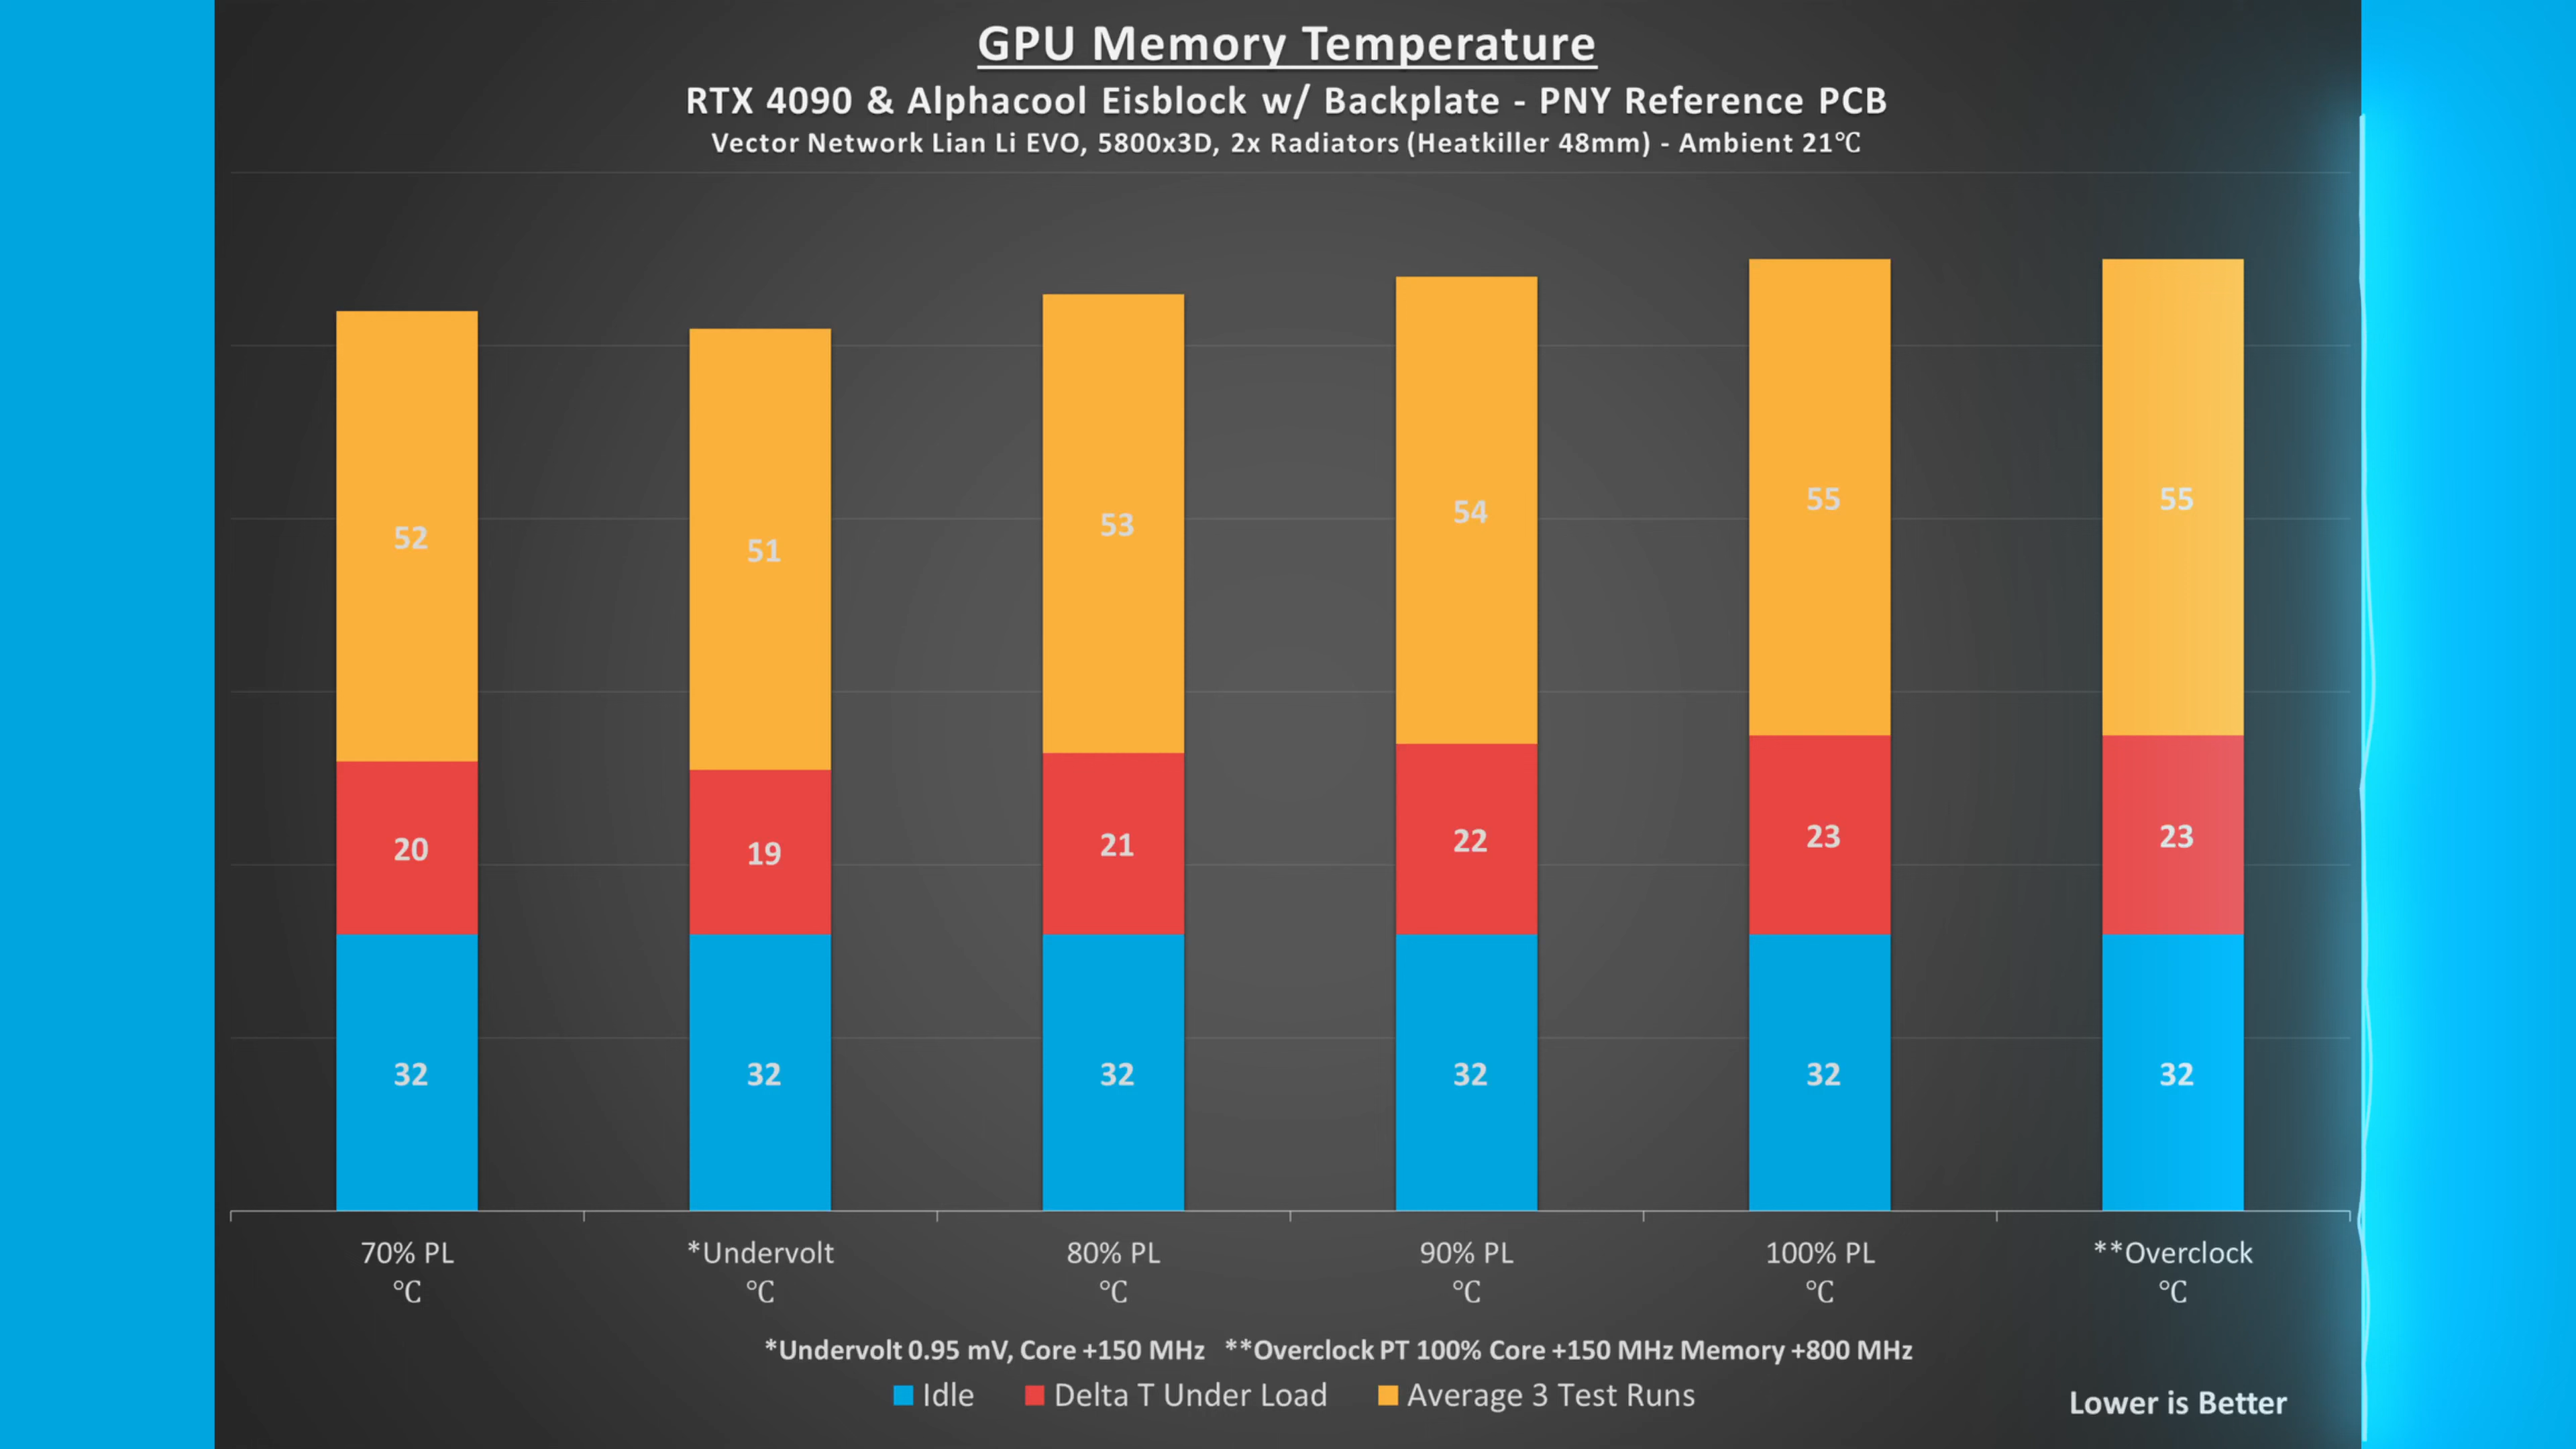 GPU Memory Temperature
RTX 4090 & Alphacool Eisblock w/ Backplate - PNY Reference PCB
Vector Network Lian Li EVO, 5800x3D, 2x Radiators (Heatkiller 48mm) - Ambient 21℃
52 51 53 54 55 55
20 19 21 22 23 23
32 32 32 32 32 32
70% PL *Undervolt 80% PL 90% PL 100% PL **Overclock
℃ ℃ ℃ ℃ ℃ ℃
*Undervolt 0.95 mV, Core +150 MHz **Overclock PT 100% Core +150 MHz Memory +800 MHz
Idle Delta T Under Load Average 3 Test Runs
Lower is Better